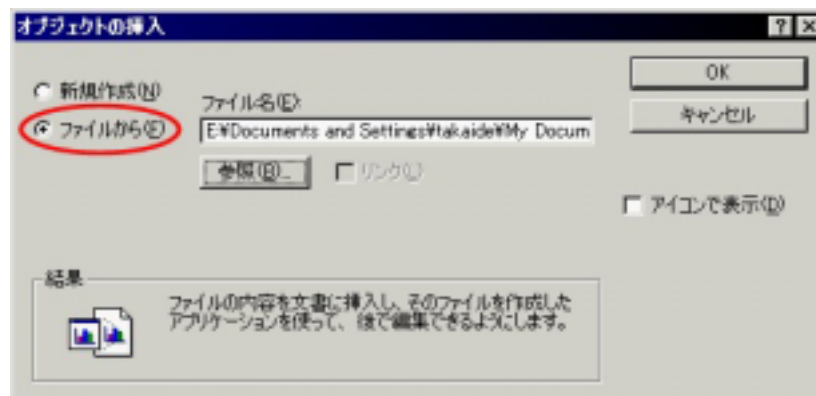 オブジェクトの挿入
新規作成(N)
ファイルから(F)
ファイル名(E):
E:¥Documents and Settings¥takaide¥My Docum
参照(B)...
リンク(L)
OK
キャンセル
アイコンで表示(D)
結果
ファイルの内容を文書に挿入し、そのファイルを作成した
アプリケーションを使って、後で編集できるようにします。